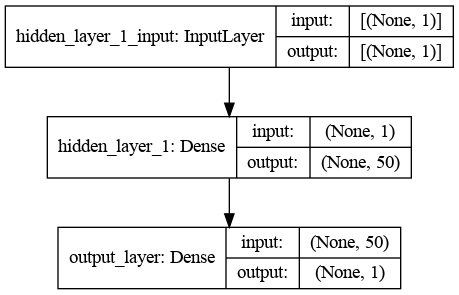 hidden_layer_1_input: InputLayer
input: [(None, 1)]
output: [(None, 1)]
hidden_layer_1: Dense
input: (None, 1)
output: (None, 50)
output_layer: Dense
input: (None, 50)
output: (None, 1)